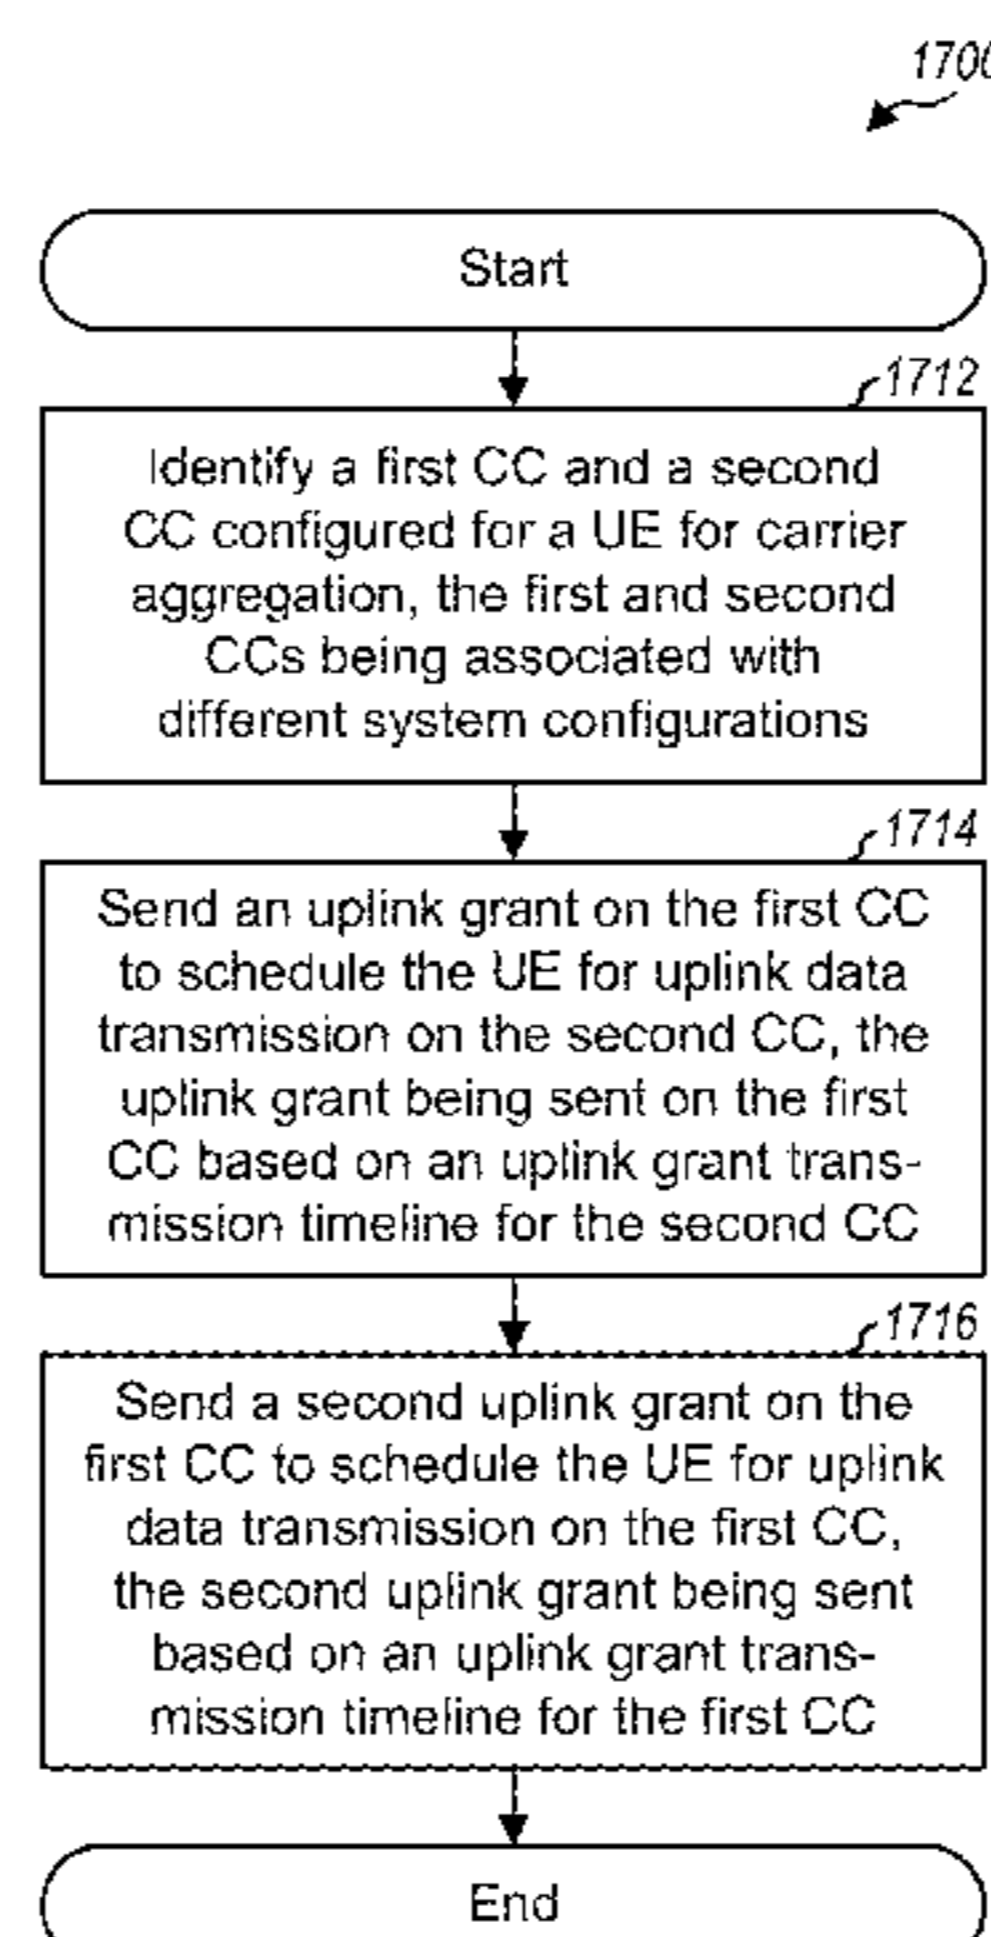 1700
Start
1712
Identify a first CC and a second
CC configured for a UE for carrier
aggregation, the first and second
CCs being associated with
different system configurations
1714
Send an uplink grant on the first CC
to schedule the UE for uplink data
transmission on the second CC, the
uplink grant being sent on the first
CC based on an uplink grant trans-
mission timeline for the second CC
1716
Send a second uplink grant on the
first CC to schedule the UE for uplink
data transmission on the first CC,
the second uplink grant being sent
based on an uplink grant trans-
mission timeline for the first CC
End